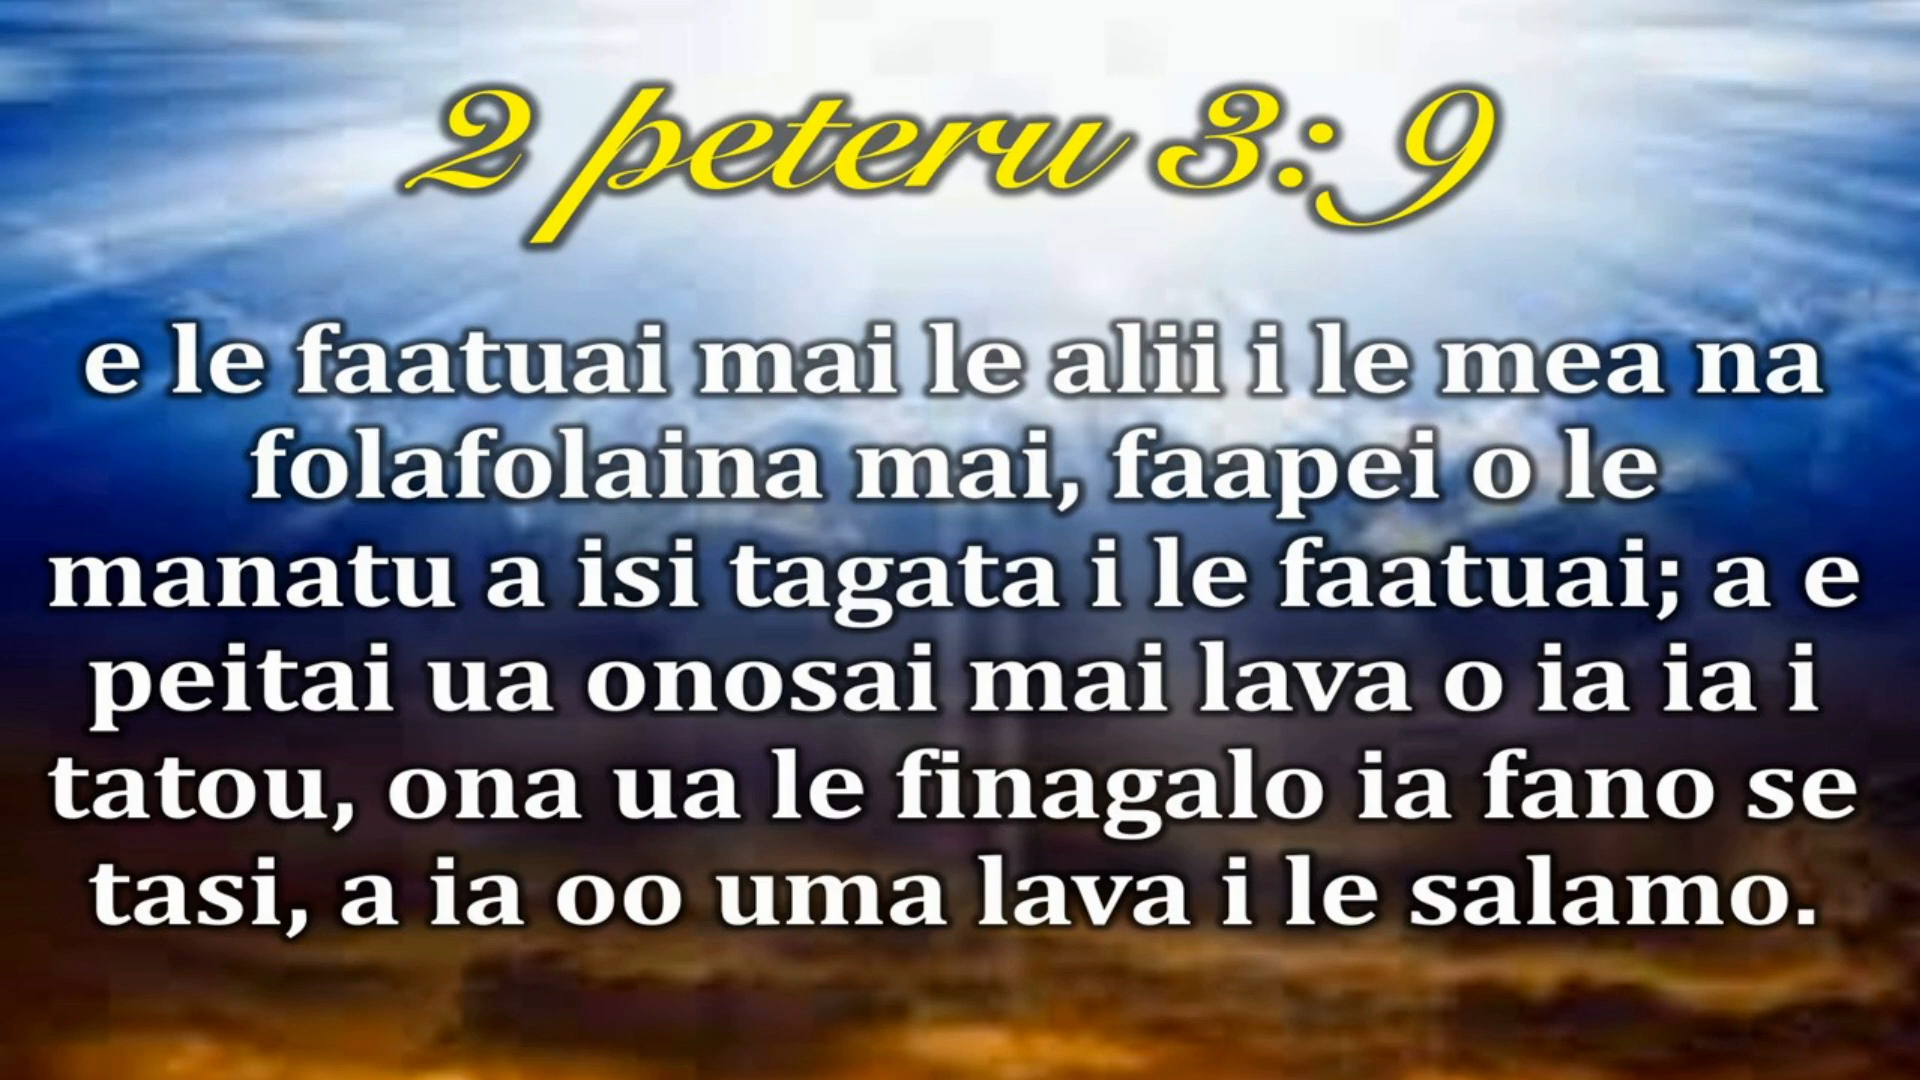 2 peteru 3:9
e le faatuai mai le alii i le mea na
folafolaina mai, faapei o le
manatu a isi tagata i le faatuai; a e
peitai ua onosai mai lava o ia ia i
tatou, ona ua le finagalo ia fano se
tasi, a ia oo uma lava i le salamo.